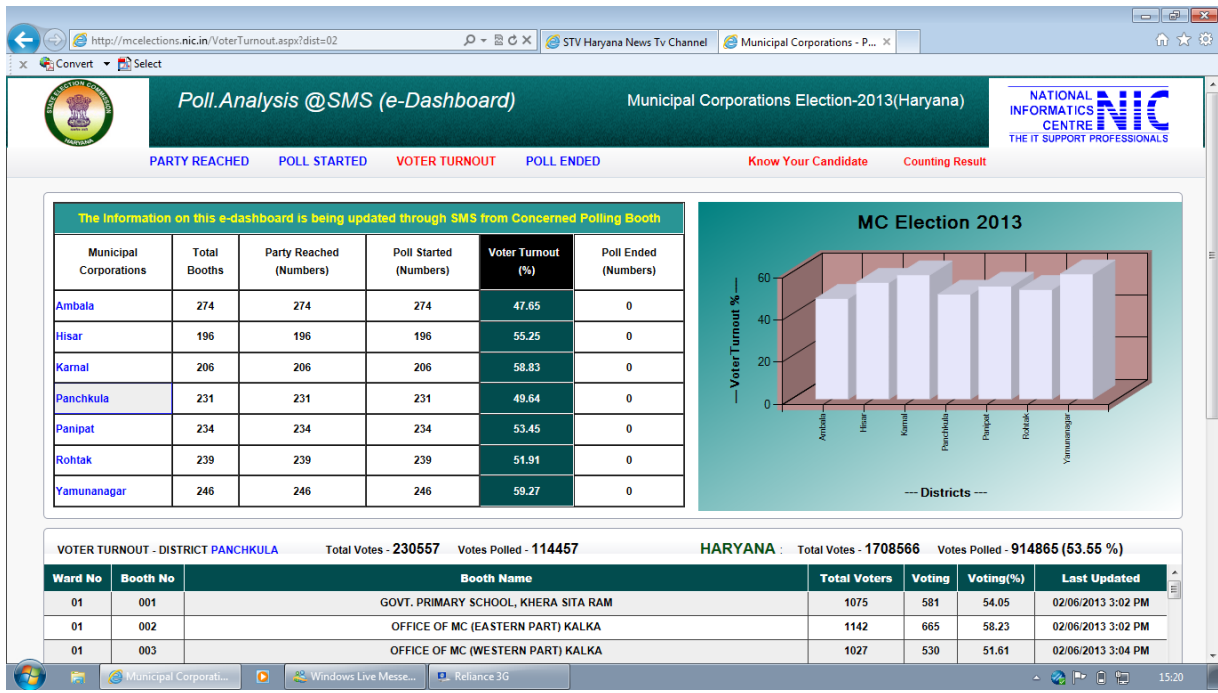 http://mcelections.nic.in/VoterTurnout.aspx?dist=02
STV Haryana News Tv Channel
Municipal Corporations - P...
Convert Select
STATE ELECTION COMMISSION HARYANA
Poll.Analysis @SMS (e-Dashboard)
Municipal Corporations Election-2013(Haryana)
NATIONAL INFORMATICS CENTRE NIC
THE IT SUPPORT PROFESSIONALS
PARTY REACHED POLL STARTED VOTER TURNOUT POLL ENDED Know Your Candidate Counting Result
The Information on this e-dashboard is being updated through SMS from Concerned Polling Booth
Municipal Corporations Total Booths Party Reached (Numbers) Poll Started (Numbers) Voter Turnout (%) Poll Ended (Numbers)
Ambala 274 274 274 47.65 0
Hisar 196 196 196 55.25 0
Karnal 206 206 206 58.83 0
Panchkula 231 231 231 49.64 0
Panipat 234 234 234 53.45 0
Rohtak 239 239 239 51.91 0
Yamunanagar 246 246 246 59.27 0
MC Election 2013
---VoterTurnout %---
60
40
20
0
Ambala Hisar Karnal Panchkula Panipat Rohtak Yamunanagar
--- Districts ---
VOTER TURNOUT - DISTRICT PANCHKULA Total Votes - 230557 Votes Polled - 114457 HARYANA : Total Votes - 1708566 Votes Polled - 914865 (53.55 %)
Ward No Booth No Booth Name Total Voters Voting Voting(%) Last Updated
01 001 GOVT. PRIMARY SCHOOL, KHERA SITA RAM 1075 581 54.05 02/06/2013 3:02 PM
01 002 OFFICE OF MC (EASTERN PART) KALKA 1142 665 58.23 02/06/2013 3:02 PM
01 003 OFFICE OF MC (WESTERN PART) KALKA 1027 530 51.61 02/06/2013 3:04 PM
Municipal Corporati... Windows Live Messe... Reliance 3G 15:20